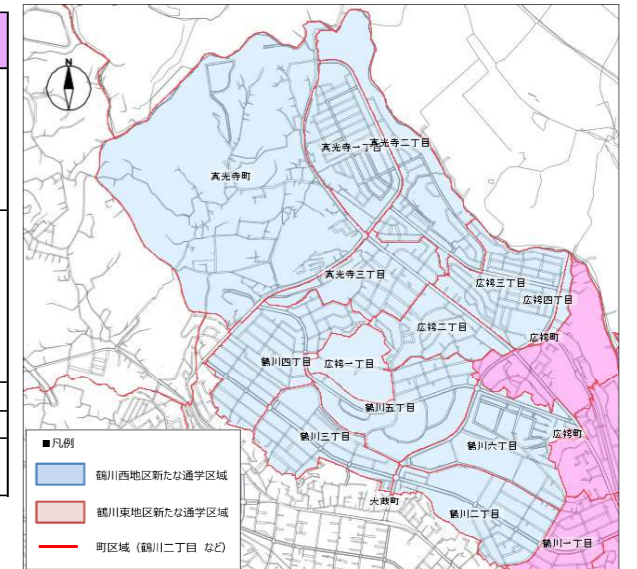 N
真光寺一丁目
真光寺二丁目
真光寺町
真光寺三丁目
広袴三丁目
広袴四丁目
広袴二丁目
広袴町
鶴川四丁目
広袴一丁目
鶴川五丁目
鶴川三丁目
鶴川六丁目
広袴町
大蔵町
鶴川二丁目
鶴川一丁目
■凡例
鶴川西地区新たな通学区域
鶴川東地区新たな通学区域
町区域（鶴川二丁目 など）